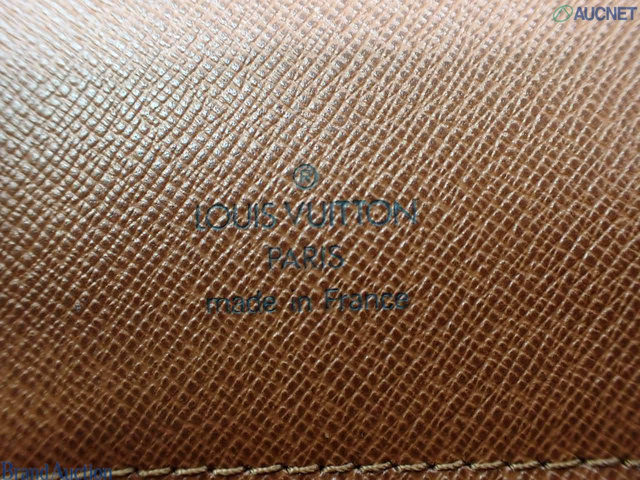 AUCNET
®
LOUIS VUITTON
PARIS
made in France
Brand Auction